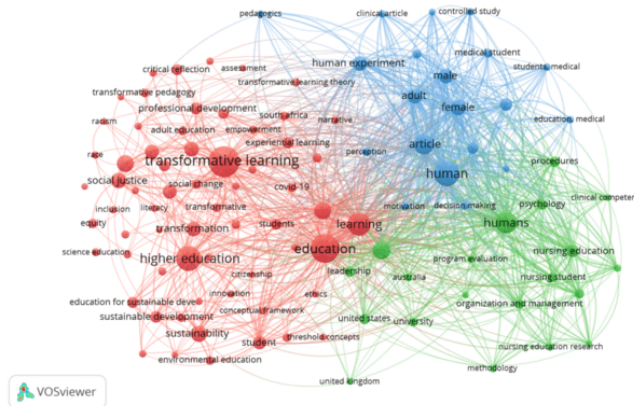 pedagogics
clinical article
controlled study
critical reflection
assessment
human experiment
medical student
students, medical
male
transformative pedagogy
transformative learning theory
adult
female
professional development
south africa
narrative
education, medical
racism
adult education
empowerment
experiential learning
article
race
transformative learning
perception
procedures
social justice
social change
covid-19
human
psychology
clinical competen
inclusion
literacy
transformative
motivation
decision making
equity
students
learning
humans
transformation
science education
higher education
education
program evaluation
nursing education
citizenship
leadership
australia
nursing student
education for sustainable deve
innovation
ethics
conceptual framework
organization and management
sustainable development
united states
university
sustainability
student
threshold concepts
nursing education research
environmental education
methodology
united kingdom
VOSviewer